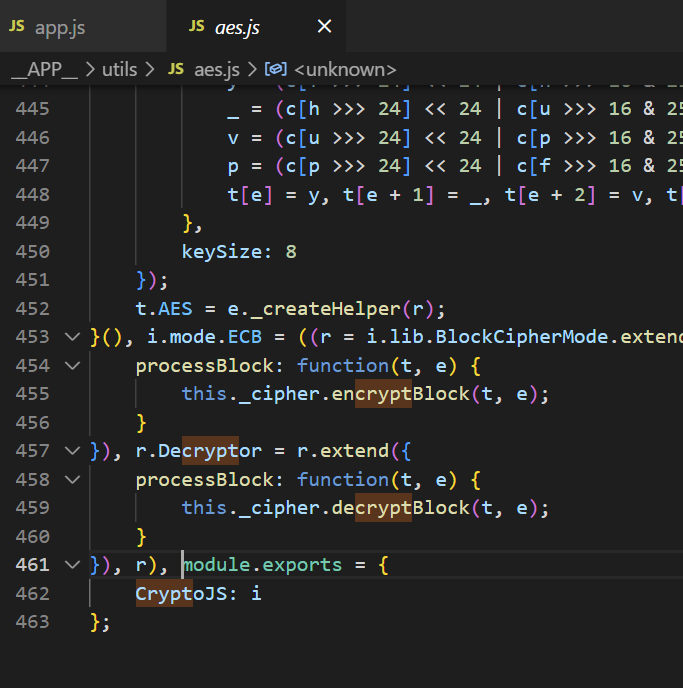 JS app.js JS aes.js ×
__APP__ > utils > JS aes.js > <unknown>
445 _ = (c[h >>> 24] << 24 | c[u >>> 16 & 25
446 v = (c[u >>> 24] << 24 | c[p >>> 16 & 25
447 p = (c[p >>> 24] << 24 | c[f >>> 16 & 25
448 t[e] = y, t[e + 1] = _, t[e + 2] = v, t[
449 },
450 keySize: 8
451 });
452 t.AES = e._createHelper(r);
453 }(), i.mode.ECB = ((r = i.lib.BlockCipherMode.extend
454 processBlock: function(t, e) {
455 this._cipher.encryptBlock(t, e);
456 }
457 }), r.Decryptor = r.extend({
458 processBlock: function(t, e) {
459 this._cipher.decryptBlock(t, e);
460 }
461 }), r), module.exports = {
462 CryptoJS: i
463 };